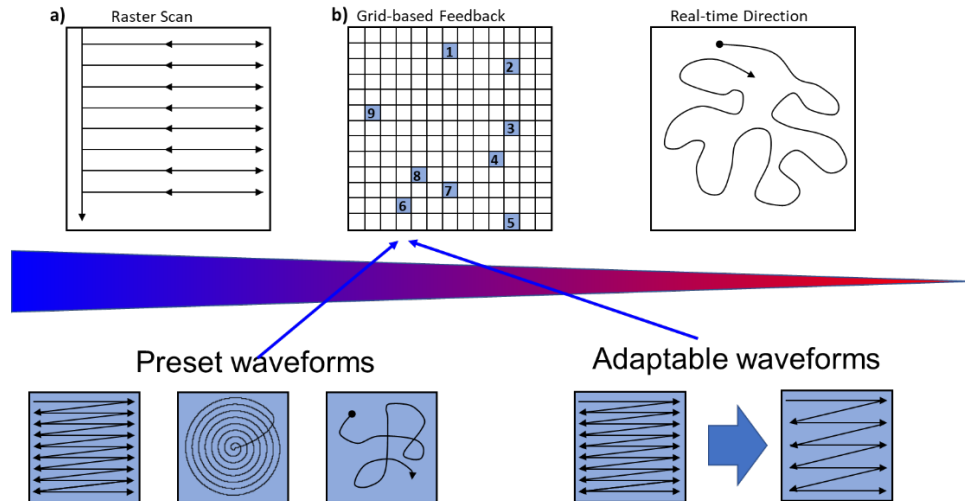 a) Raster Scan
b) Grid-based Feedback
Real-time Direction
1
2
9
3
4
8
7
6
5
Preset waveforms
Adaptable waveforms